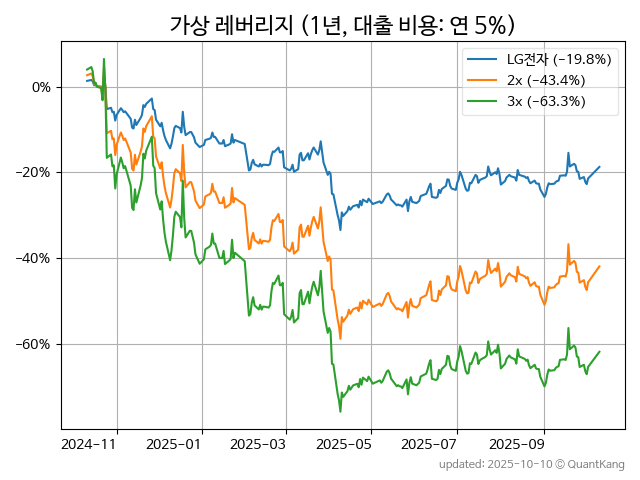 가상 레버리지 (1년, 대출 비용: 연 5%)
LG전자 (−19.8%)
2x (−43.4%)
3x (−63.3%)
0%
−20%
−40%
−60%
2024−11 2025−01 2025−03 2025−05 2025−07 2025−09
updated: 2025-10-10 © QuantKang